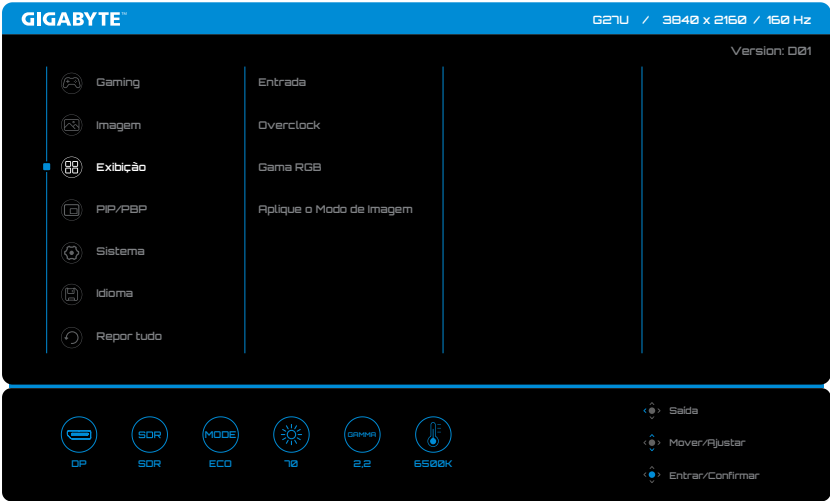 GIGABYTE™
G27U / 3840 x 2160 / 160 Hz
Version: D01
Gaming
Imagem
Exibição
PIP/PBP
Sistema
Idioma
Repor tudo
Entrada
Overclock
Gama RGB
Aplique o Modo de Imagem
SDR
MODE
GAMMA
DP
SDR
ECO
70
2.2
6500K
Saída
Mover/Ajustar
Entrar/Confirmar